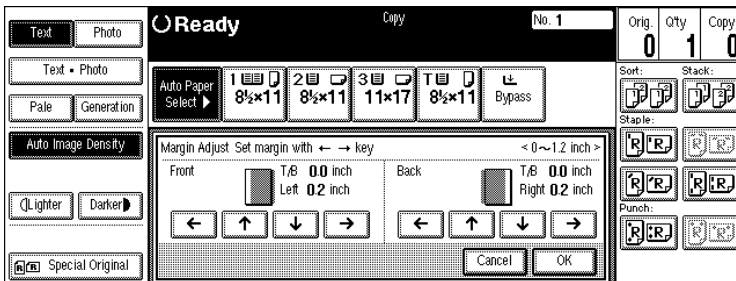 Text
Photo
Text • Photo
Pale
Generation
Auto Image Density
Lighter
Darker
R R Special Original
Ready
Copy
No. 1
Auto Paper
Select ▶
1
8½×11
2
8½×11
3
11×17
T
8½×11
Bypass
Margin Adjust Set margin with ← → key
< 0～1.2 inch >
Front
T/B 0.0 inch
Left 0.2 inch
Back
T/B 0.0 inch
Right 0.2 inch
← ↑ ↓ →
← ↑ ↓ →
Cancel
OK
Orig. Q'ty Copy
0 1 0
Sort:
Stack:
Staple:
Punch: